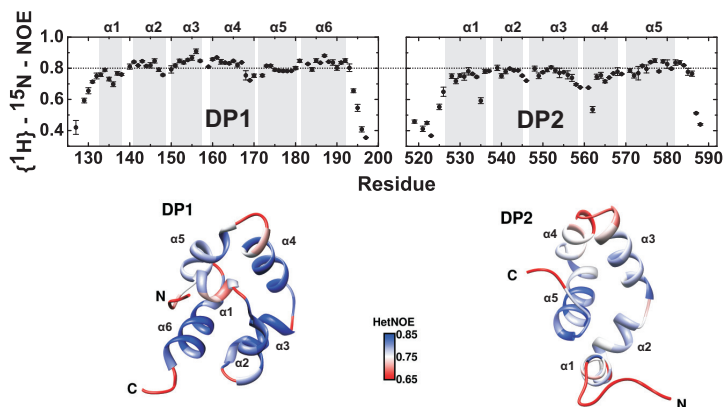 α1 α2 α3 α4 α5 α6
α1 α2 α3 α4 α5
{¹H} - ¹⁵N - NOE
1.0
0.8
0.6
0.4
DP1
DP2
130 140 150 160 170 180 190 200
520 530 540 550 560 570 580 590
Residue
DP1
α5
α4
N
α1
α6
α3
α2
C
HetNOE
0.85
0.75
0.65
DP2
α4
α3
C
α5
α2
α1
N